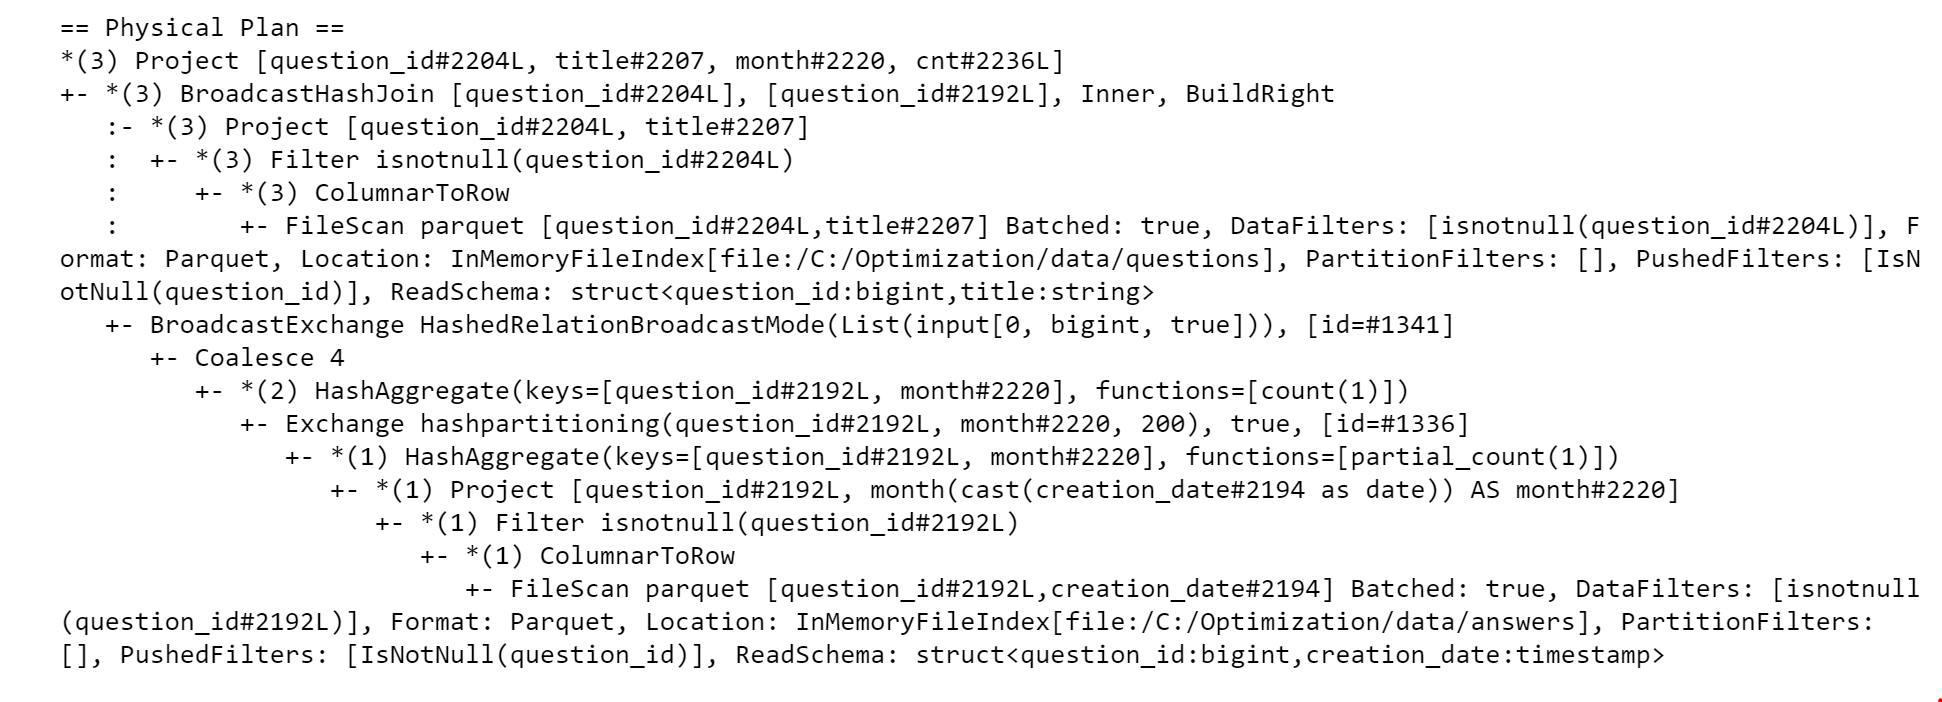 == Physical Plan ==
*(3) Project [question_id#2204L, title#2207, month#2220, cnt#2236L]
+- *(3) BroadcastHashJoin [question_id#2204L], [question_id#2192L], Inner, BuildRight
   :- *(3) Project [question_id#2204L, title#2207]
   :  +- *(3) Filter isnotnull(question_id#2204L)
   :     +- *(3) ColumnarToRow
   :        +- FileScan parquet [question_id#2204L,title#2207] Batched: true, DataFilters: [isnotnull(question_id#2204L)], F
ormat: Parquet, Location: InMemoryFileIndex[file:/C:/Optimization/data/questions], PartitionFilters: [], PushedFilters: [IsN
otNull(question_id)], ReadSchema: struct<question_id:bigint,title:string>
   +- BroadcastExchange HashedRelationBroadcastMode(List(input[0, bigint, true])), [id=#1341]
      +- Coalesce 4
         +- *(2) HashAggregate(keys=[question_id#2192L, month#2220], functions=[count(1)])
            +- Exchange hashpartitioning(question_id#2192L, month#2220, 200), true, [id=#1336]
               +- *(1) HashAggregate(keys=[question_id#2192L, month#2220], functions=[partial_count(1)])
                  +- *(1) Project [question_id#2192L, month(cast(creation_date#2194 as date)) AS month#2220]
                     +- *(1) Filter isnotnull(question_id#2192L)
                        +- *(1) ColumnarToRow
                           +- FileScan parquet [question_id#2192L,creation_date#2194] Batched: true, DataFilters: [isnotnull
(question_id#2192L)], Format: Parquet, Location: InMemoryFileIndex[file:/C:/Optimization/data/answers], PartitionFilters:
[], PushedFilters: [IsNotNull(question_id)], ReadSchema: struct<question_id:bigint,creation_date:timestamp>